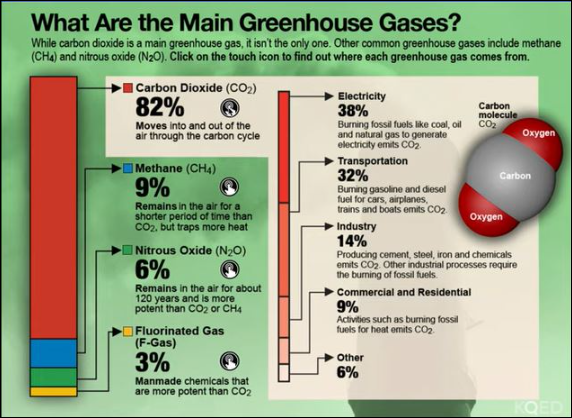 What Are the Main Greenhouse Gases?
While carbon dioxide is a main greenhouse gas, it isn't the only one. Other common greenhouse gases include methane
(CH4) and nitrous oxide (N2O). Click on the touch icon to find out where each greenhouse gas comes from.
Carbon Dioxide (CO2)
82%
Moves into and out of the
air through the carbon cycle
Methane (CH4)
9%
Remains in the air for a
shorter period of time than
CO2, but traps more heat
Nitrous Oxide (N2O)
6%
Remains in the air for about
120 years and is more
potent than CO2 or CH4
Fluorinated Gas
(F-Gas)
3%
Manmade chemicals that
are more potent than CO2
Electricity
38%
Burning fossil fuels like coal, oil
and natural gas to generate
electricity emits CO2.
Transportation
32%
Burning gasoline and diesel
fuel for cars, airplanes,
trains and boats emits CO2.
Industry
14%
Producing cement, steel, iron and chemicals
emits CO2. Other industrial processes require
the burning of fossil fuels.
Commercial and Residential
9%
Activities such as burning fossil
fuels for heat emits CO2.
Other
6%
Carbon
molecule
CO2
Oxygen
Carbon
Oxygen
KQED